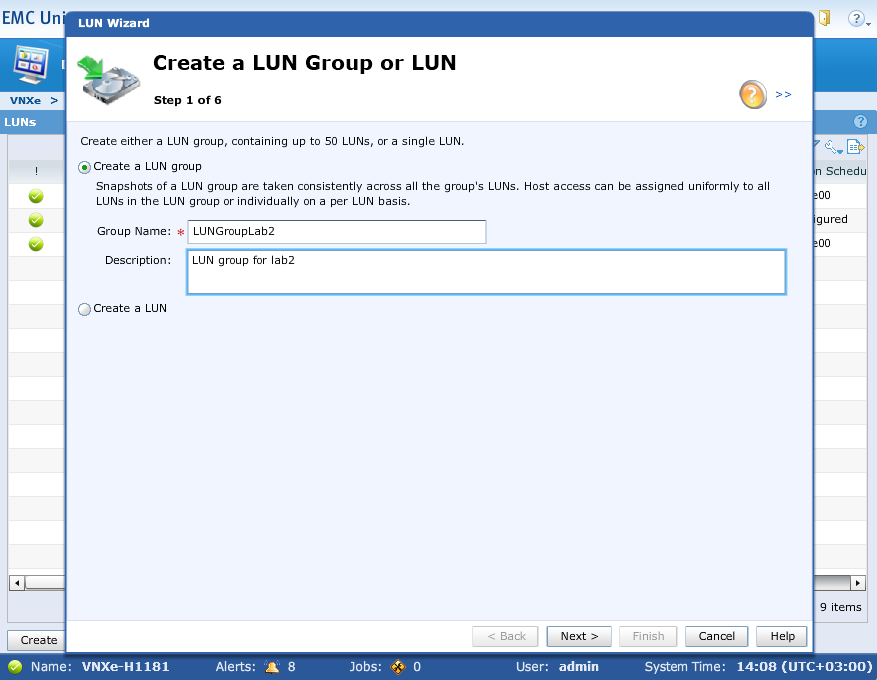 EMC Uni
LUN Wizard
Create a LUN Group or LUN
Step 1 of 6
>>
VNXe >
LUNs
Create either a LUN group, containing up to 50 LUNs, or a single LUN.
!
n Schedu
Create a LUN group
Snapshots of a LUN group are taken consistently across all the group's LUNs. Host access can be assigned uniformly to all
LUNs in the LUN group or individually on a per LUN basis.
e00
igured
e00
Group Name: * LUNGroupLab2
Description: LUN group for lab2
Create a LUN
9 items
< Back Next > Finish Cancel Help
Create
Name: VNXe-H1181 Alerts: 8 Jobs: 0 User: admin System Time: 14:08 (UTC+03:00)